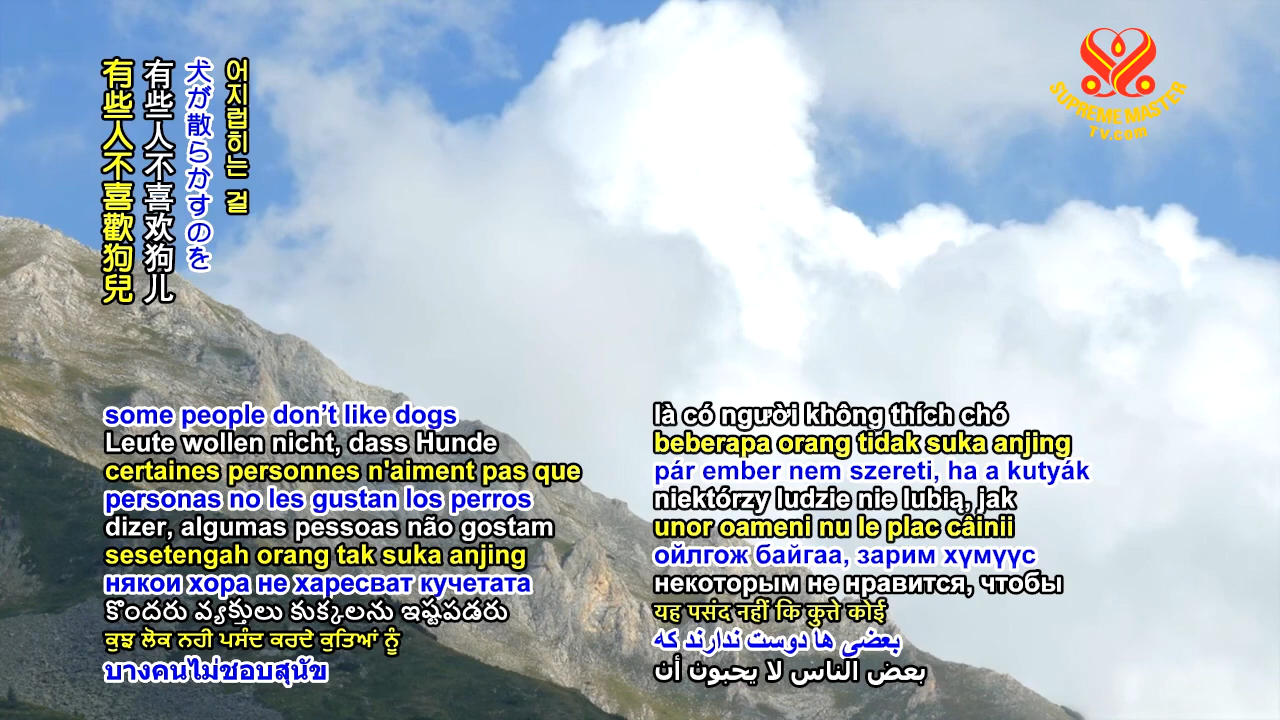 어지럽히는 걸
犬が散らかすのを
有些人不喜欢狗儿
有些人不喜歡狗兒
SUPREME MASTER
TV.com
some people don’t like dogs
Leute wollen nicht, dass Hunde
certaines personnes n'aiment pas que
personas no les gustan los perros
dizer, algumas pessoas não gostam
sesetengah orang tak suka anjing
някои хора не харесват кучетата
కొందరు వ్యక్తులు కుక్కలను ఇష్టపడరు
ਕੁਝ ਲੋਕ ਨਹੀ ਪਸੰਦ ਕਰਦੇ ਕੁਤਿਆਂ ਨੂੰ
บางคนไม่ชอบสุนัข
là có người không thích chó
beberapa orang tidak suka anjing
pár ember nem szereti, ha a kutyák
niektórzy ludzie nie lubią, jak
unor oameni nu le plac câinii
ойлгож байгаа, зарим хүмүүс
некоторым не нравится, чтобы
यह पसंद नहीं कि कुत्ते कोई
بعضی ها دوست ندارند که
بعض الناس لا يحبون أن